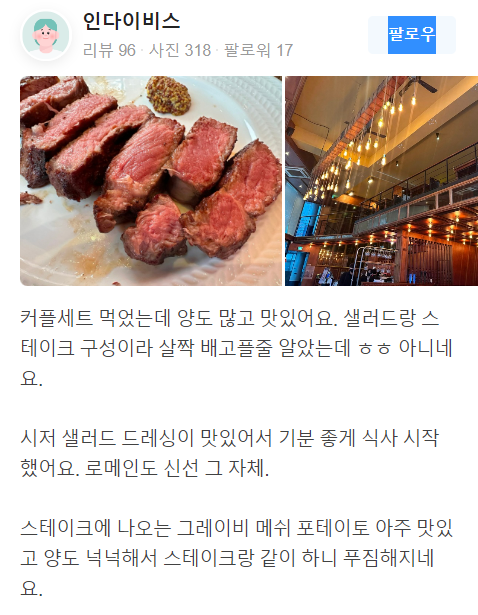 인다이비스
리뷰 96 · 사진 318 · 팔로워 17
팔로우
커플세트 먹었는데 양도 많고 맛있어요. 샐러드랑 스
테이크 구성이라 살짝 배고플줄 알았는데 ㅎㅎ 아니네
요.
시저 샐러드 드레싱이 맛있어서 기분 좋게 식사 시작
했어요. 로메인도 신선 그 자체.
스테이크에 나오는 그레이비 메쉬 포테이토 아주 맛있
고 양도 넉넉해서 스테이크랑 같이 하니 푸짐해지네
요.